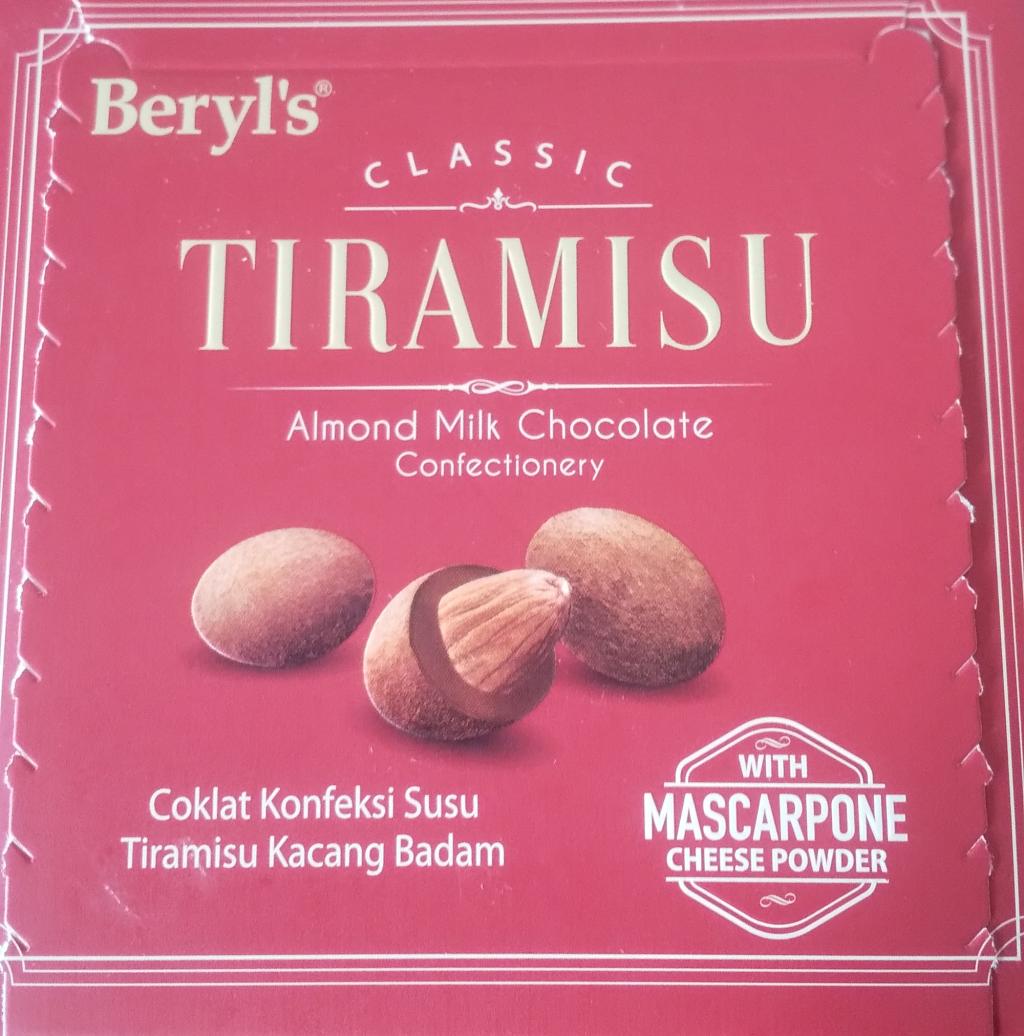 Beryl's®
CLASSIC
TIRAMISU
Almond Milk Chocolate
Confectionery
Coklat Konfeksi Susu
Tiramisu Kacang Badam
WITH
MASCARPONE
CHEESE POWDER